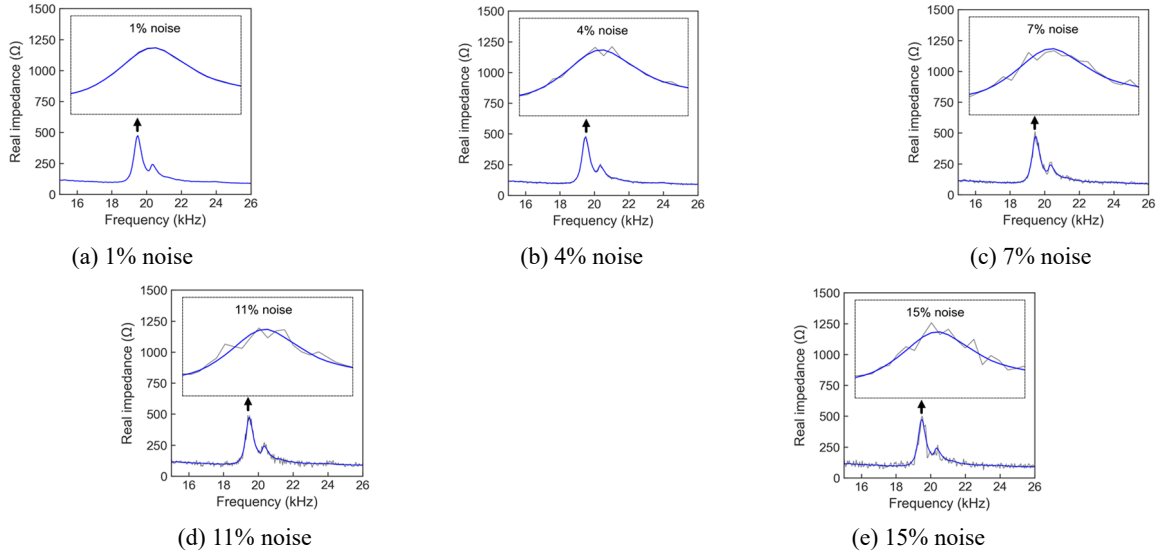 1500
1250
1000
750
500
250
0
Real impedance (Ω)
1% noise
16 18 20 22 24 26
Frequency (kHz)
(a) 1% noise
1500
1250
1000
750
500
250
0
Real impedance (Ω)
4% noise
16 18 20 22 24 26
Frequency (kHz)
(b) 4% noise
1500
1250
1000
750
500
250
0
Real impedance (Ω)
7% noise
16 18 20 22 24 26
Frequency (kHz)
(c) 7% noise
1500
1250
1000
750
500
250
0
Real impedance (Ω)
11% noise
16 18 20 22 24 26
Frequency (kHz)
(d) 11% noise
1500
1250
1000
750
500
250
0
Real impedance (Ω)
15% noise
16 18 20 22 24 26
Frequency (kHz)
(e) 15% noise